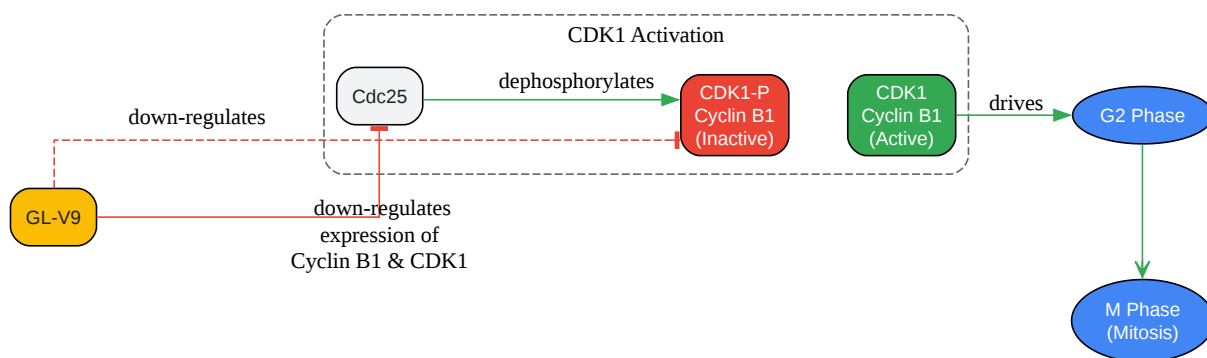 CDK1 Activation
Cdc25
dephosphorylates
CDK1-P
Cyclin B1
(Inactive)
CDK1
Cyclin B1
(Active)
drives
G2 Phase
down-regulates
GL-V9
down-regulates
expression of
Cyclin B1 & CDK1
M Phase
(Mitosis)